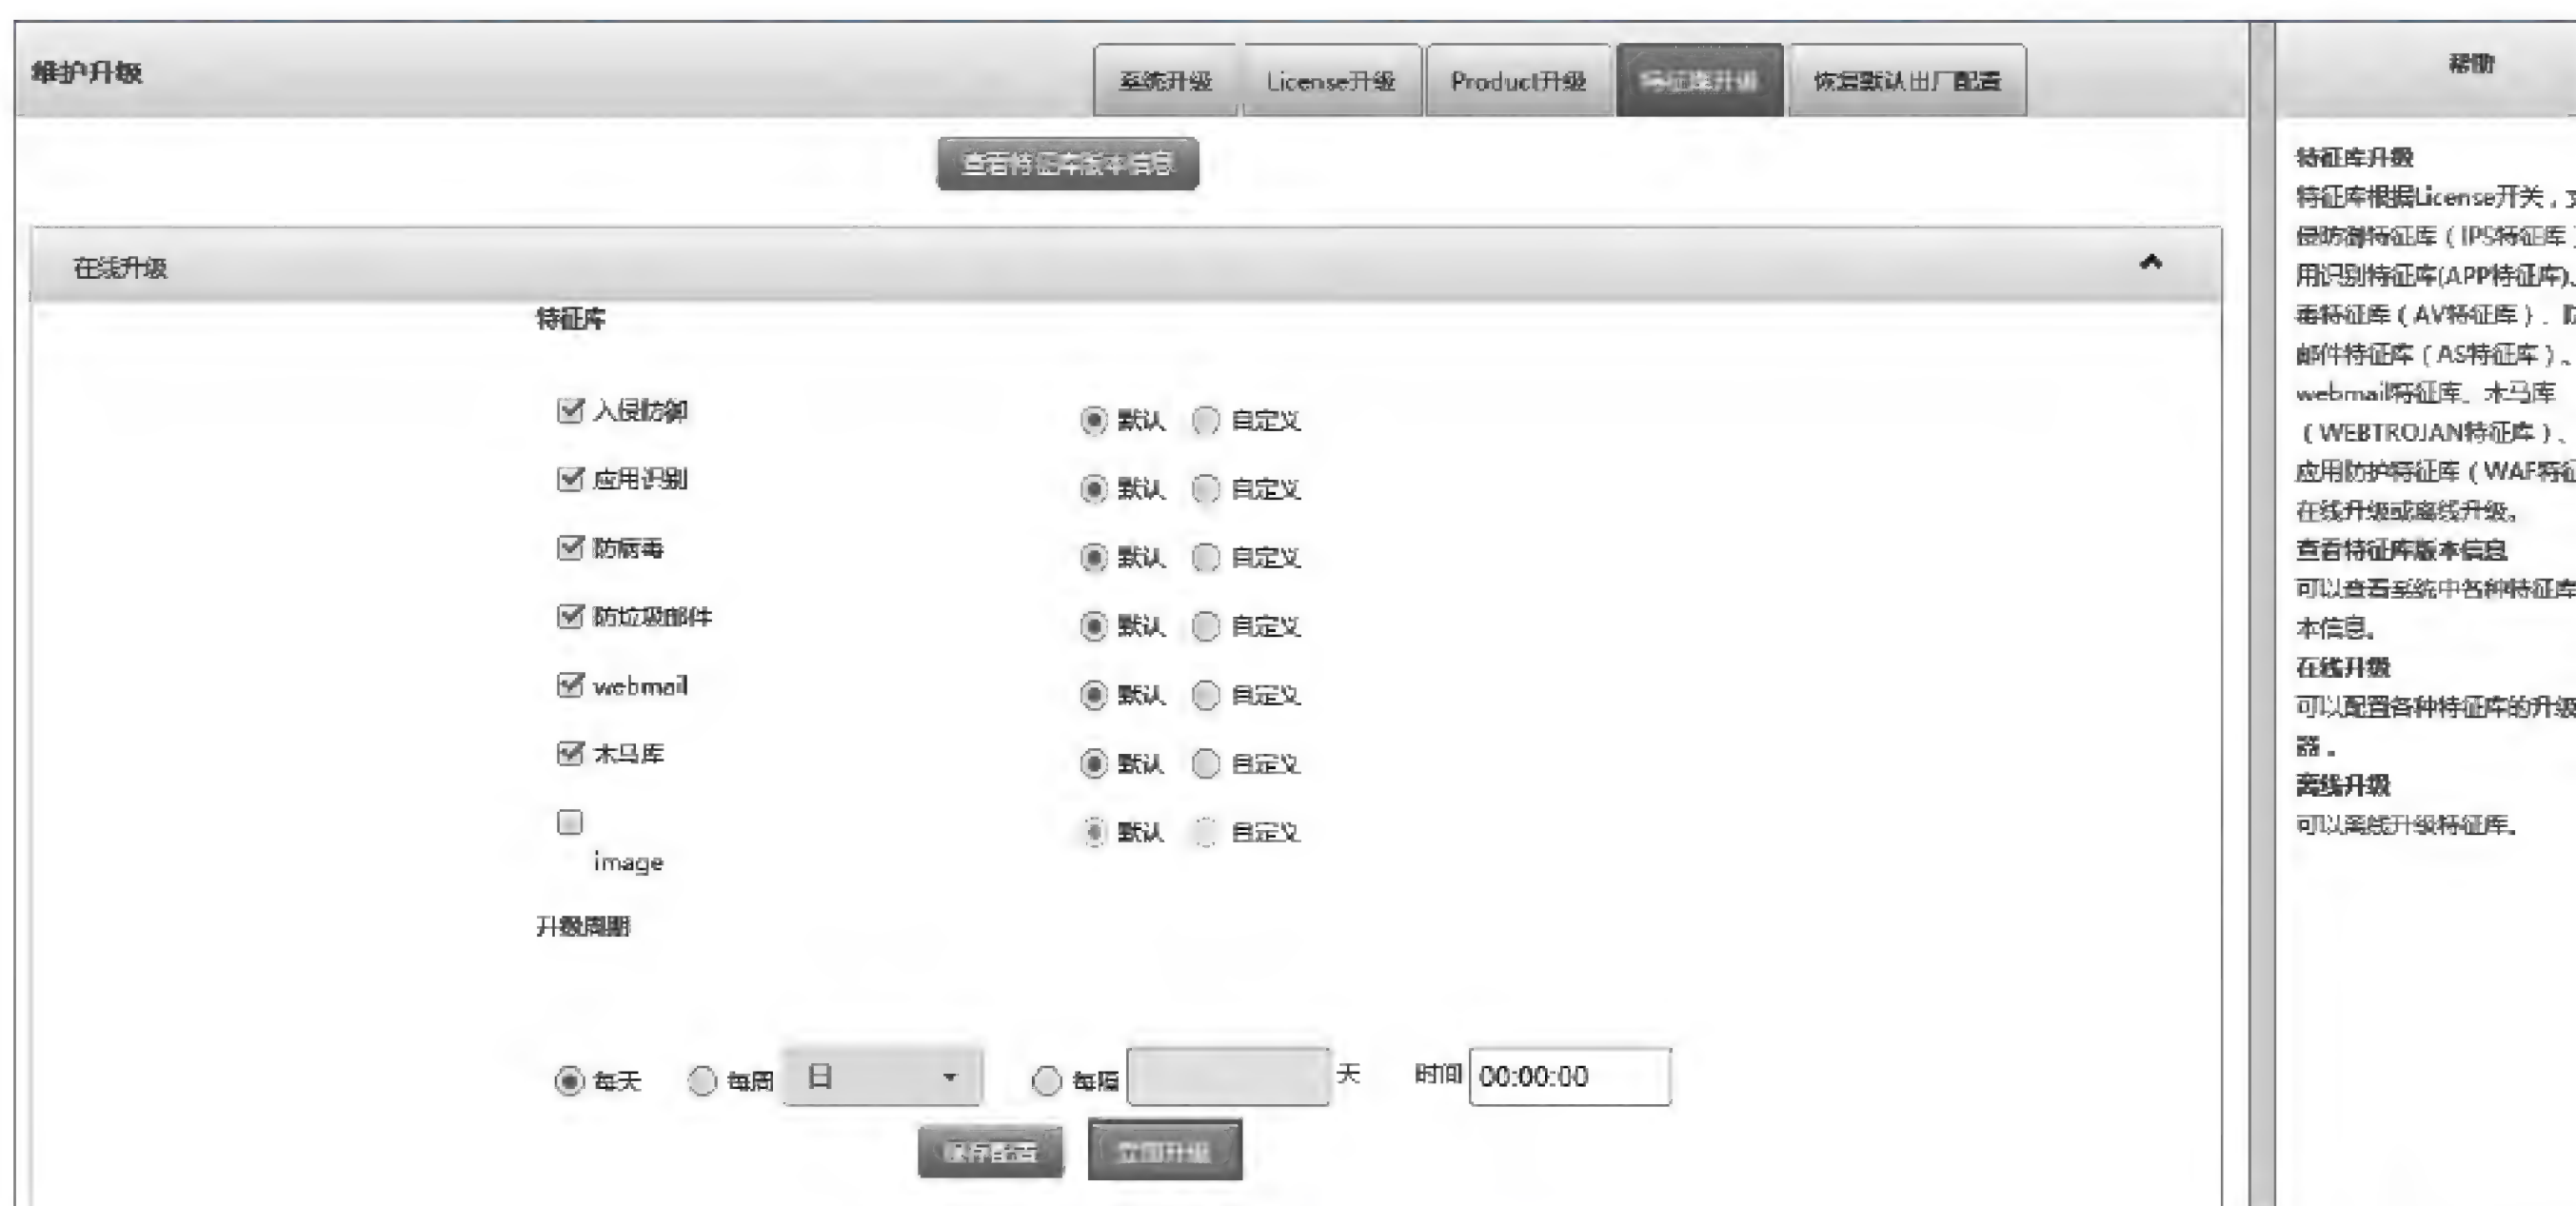 维护升级
系统升级 License升级 Product升级 特征库升级 恢复默认出厂配置
查看特征库版本信息
在线升级
特征库
入侵防御 默认 自定义
应用识别 默认 自定义
防病毒 默认 自定义
防垃圾邮件 默认 自定义
webmail 默认 自定义
木马库 默认 自定义
默认 自定义
image
升级周期
每天 每周 日 每隔 天 时间 00:00:00
保存配置 立即升级
帮助
特征库升级
特征库根据License开关，支
侵防御特征库（IPS特征库）
用识别特征库(APP特征库)、
毒特征库（AV特征库）、防
邮件特征库（AS特征库）、
webmail特征库、木马库
（WEBTROJAN特征库）、
应用防护特征库（WAF特征
在线升级或离线升级。
查看特征库版本信息
可以查看系统中各种特征库
本信息。
在线升级
可以配置各种特征库的升级
器。
离线升级
可以离线升级特征库。